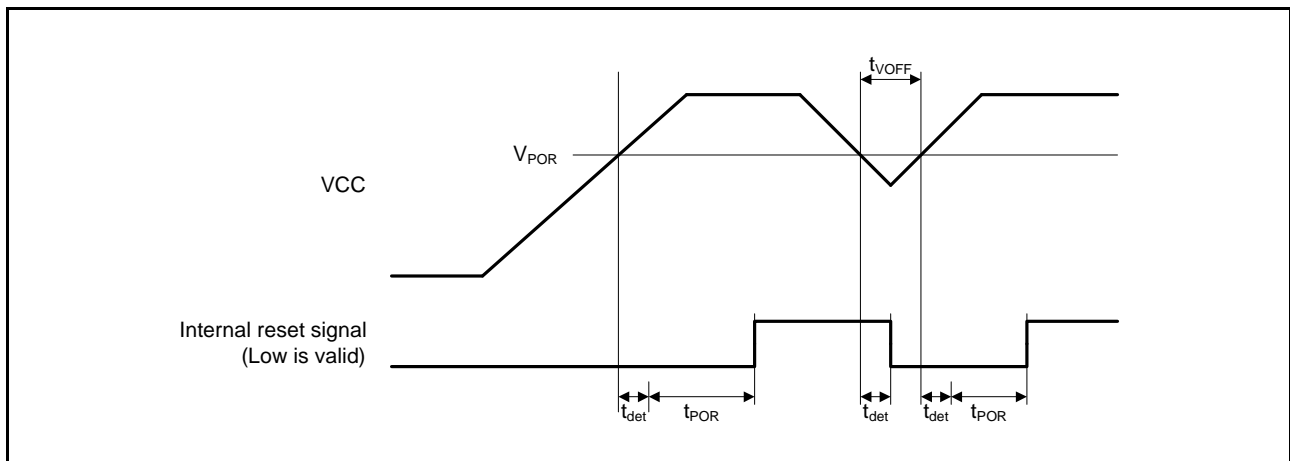 tVOFF
VPOR
VCC
Internal reset signal
(Low is valid)
tdet
tPOR
tdet
tdet
tPOR